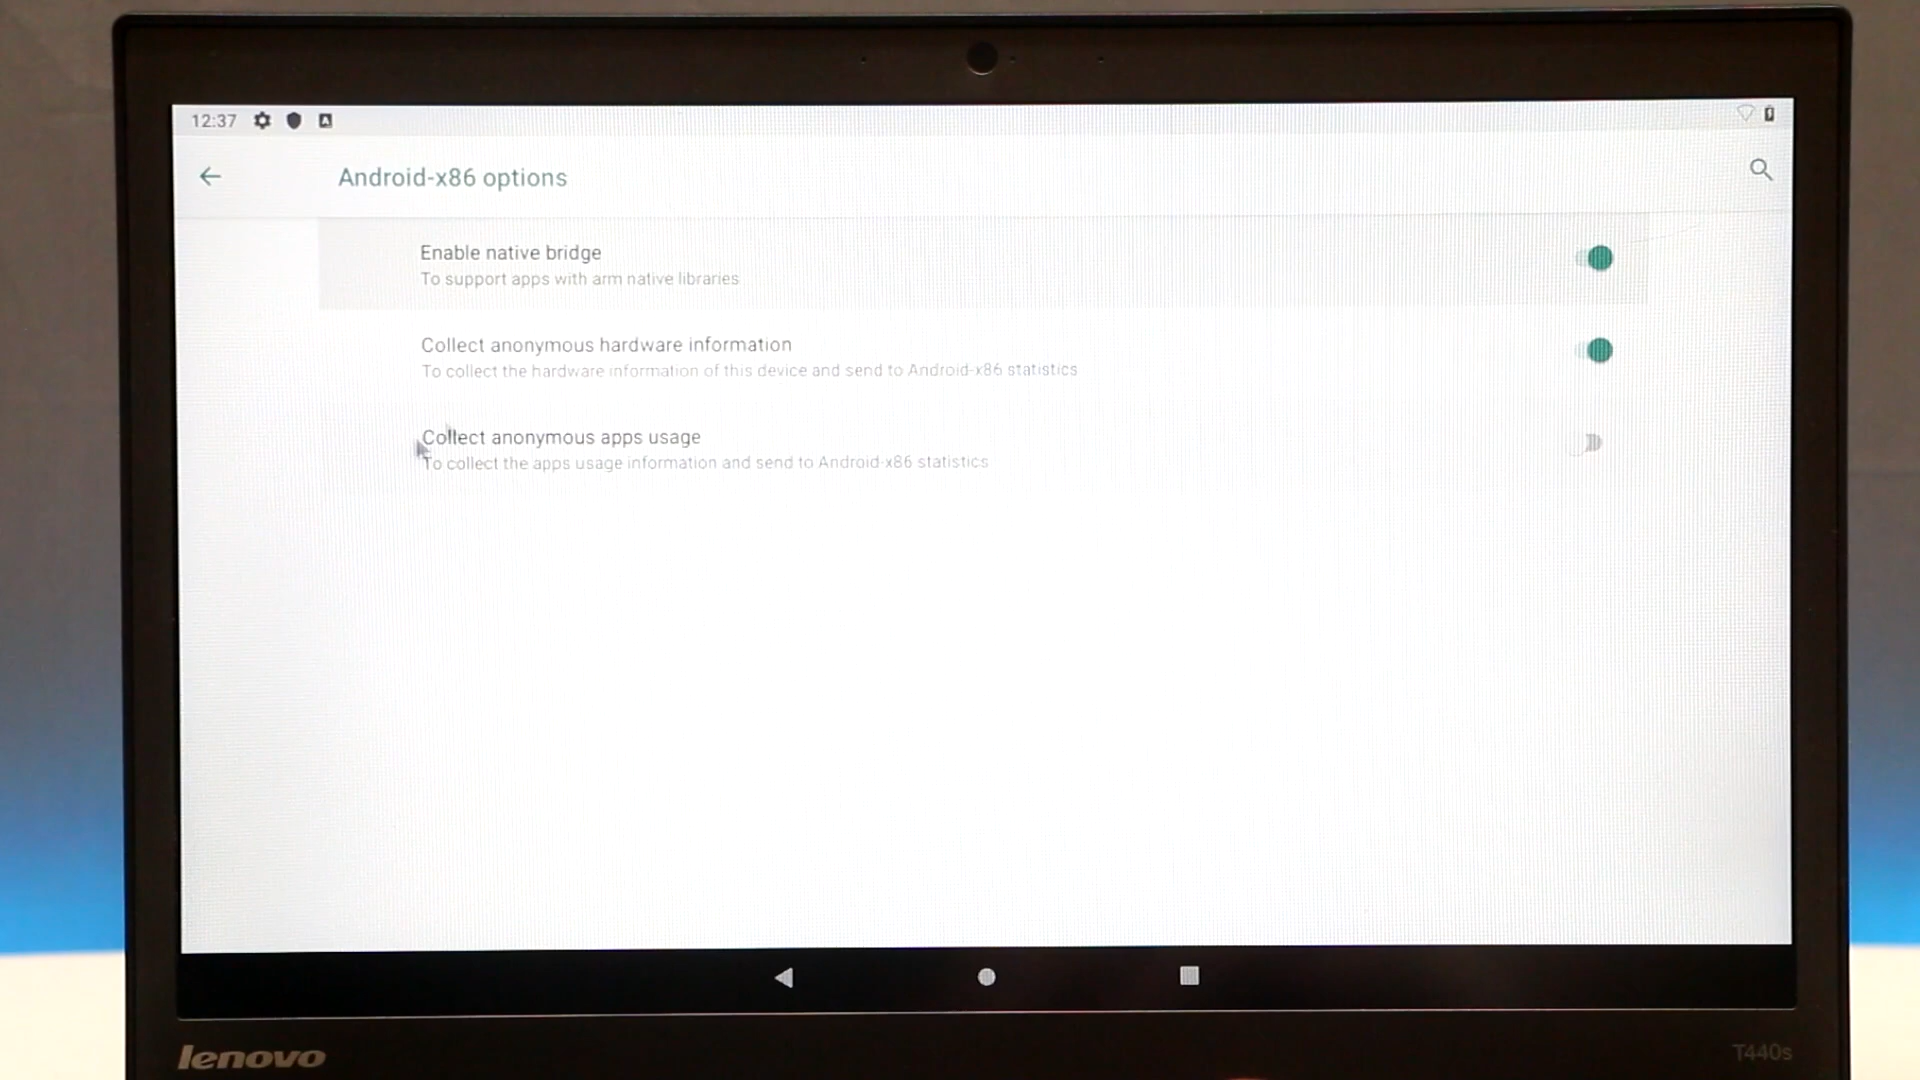 12:37
Android-x86 options
Enable native bridge
To support apps with arm native libraries
Collect anonymous hardware information
To collect the hardware information of this device and send to Android-x86 statistics
Collect anonymous apps usage
To collect the apps usage information and send to Android-x86 statistics
lenovo
T440s